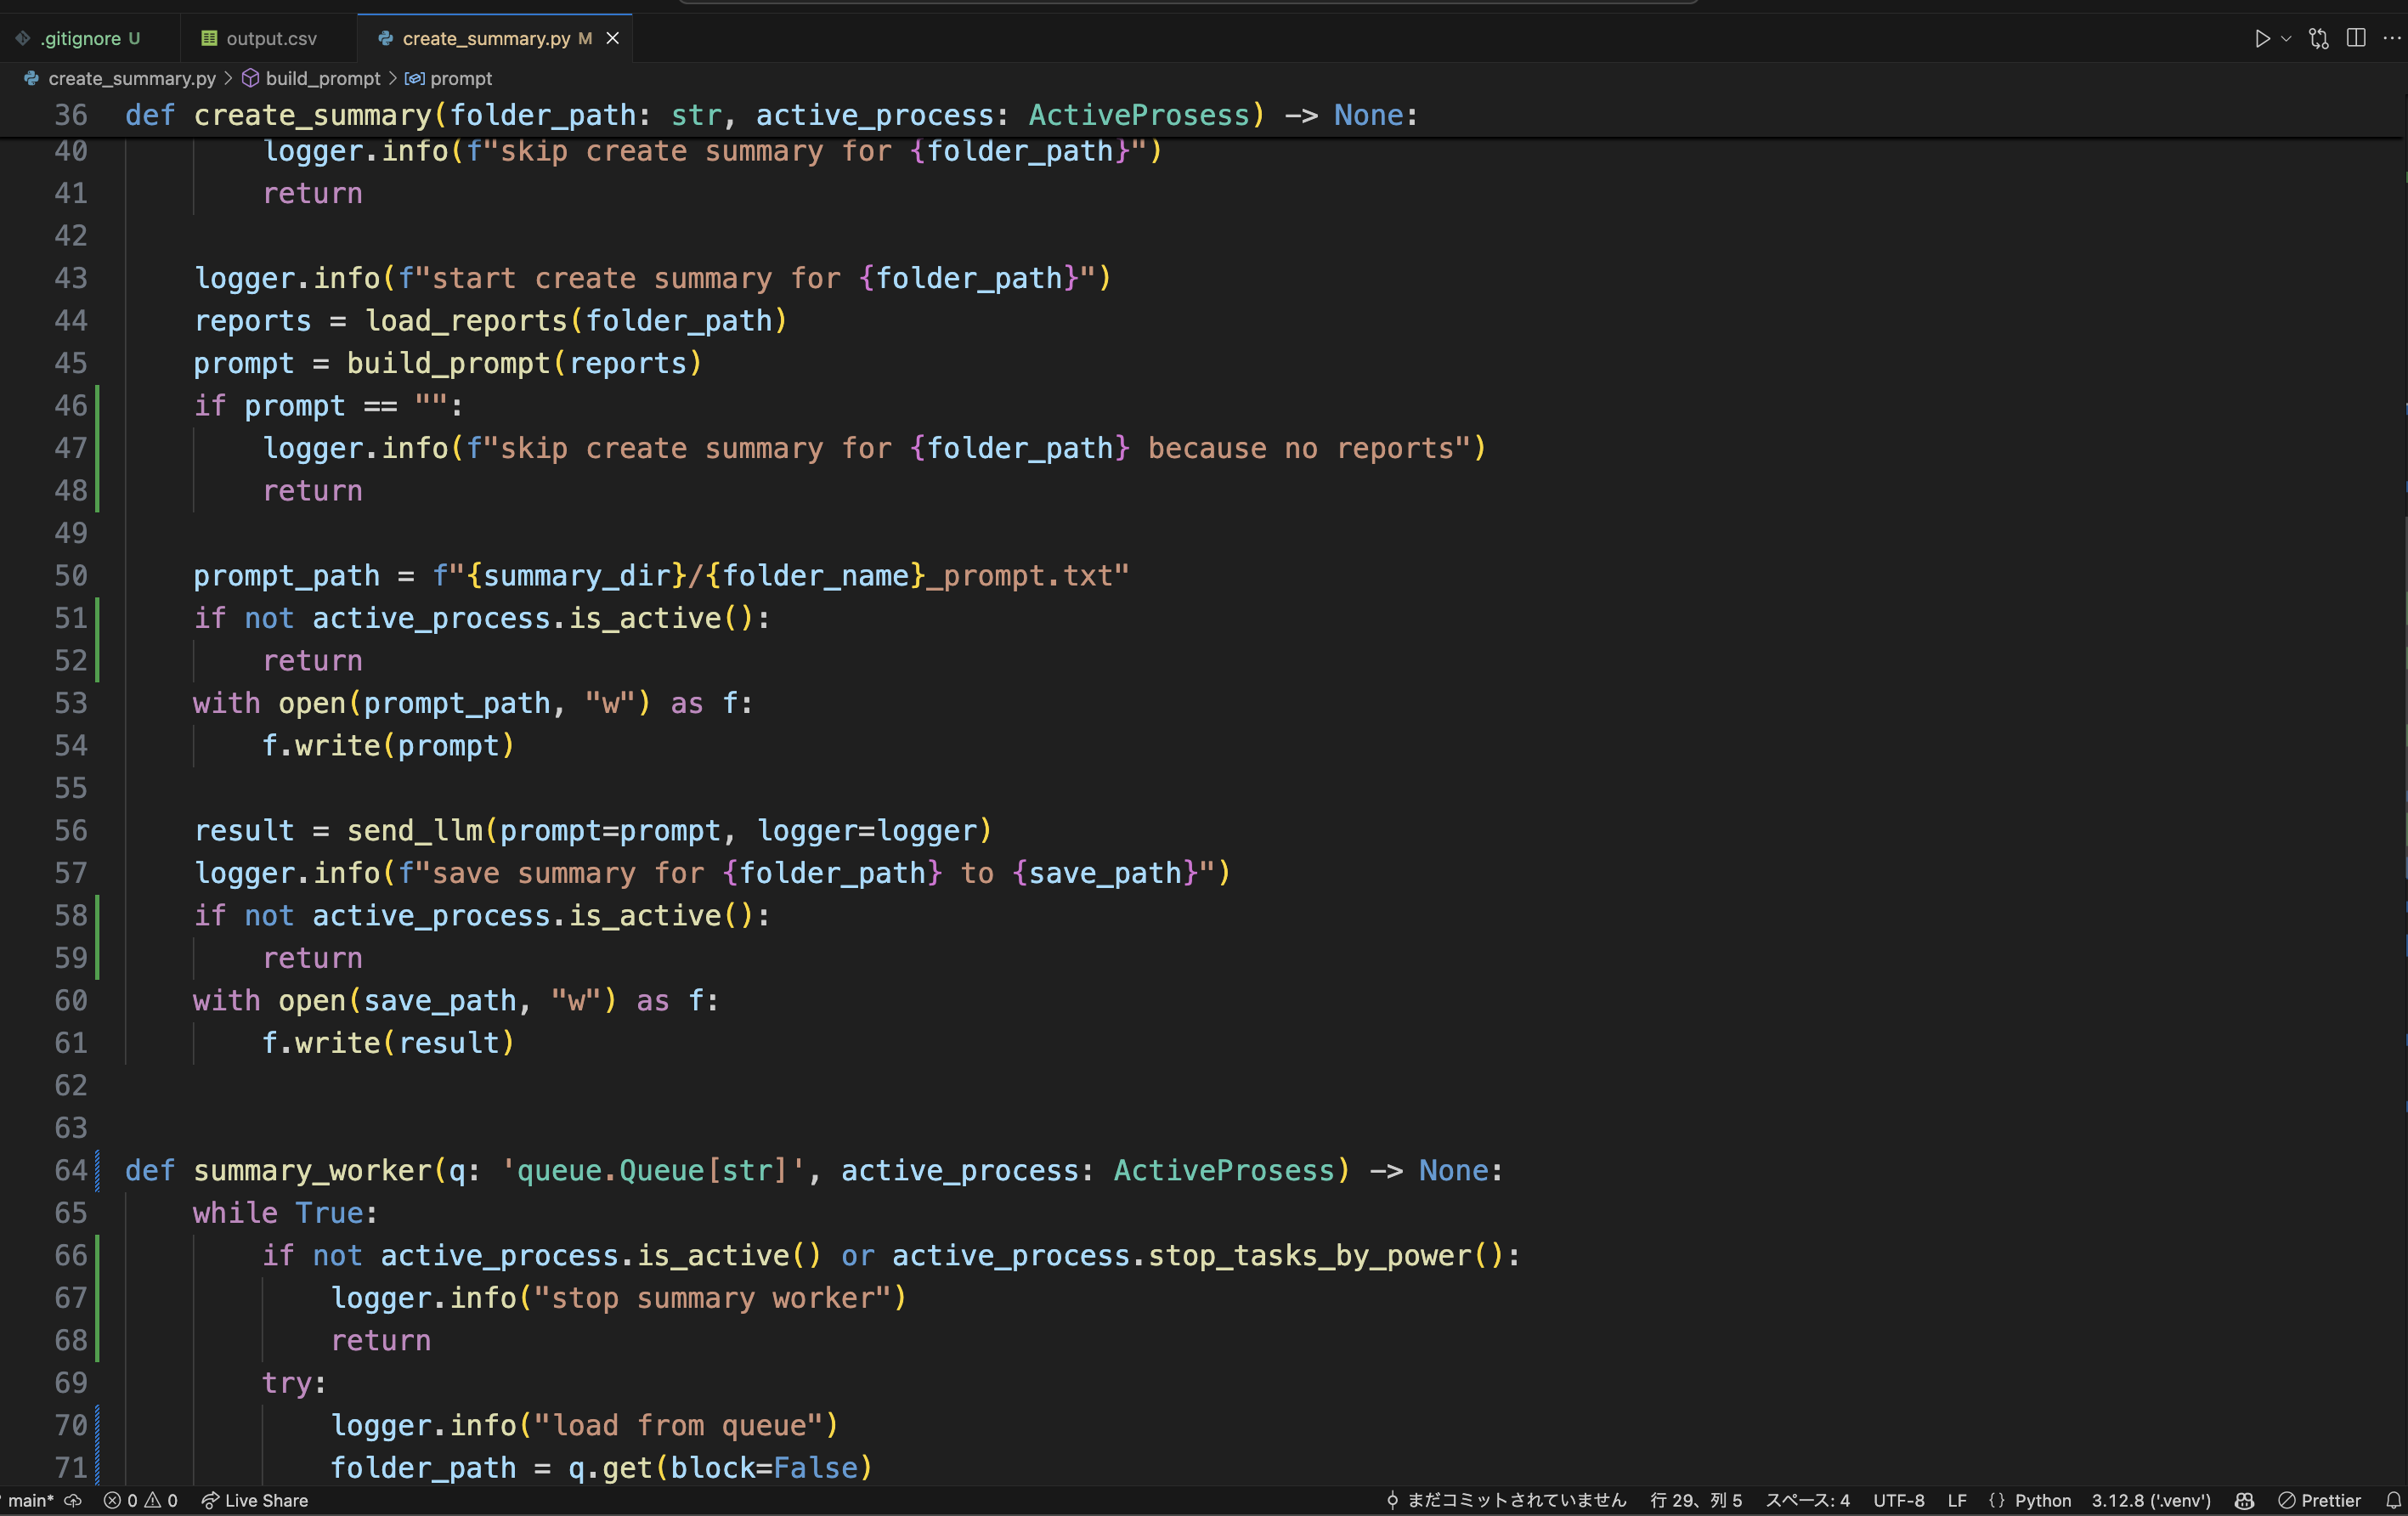 .gitignore U output.csv create_summary.py M
create_summary.py > build_prompt > prompt
36 def create_summary(folder_path: str, active_process: ActiveProsess) -> None:
40         logger.info(f"skip create summary for {folder_path}")
41         return
42
43     logger.info(f"start create summary for {folder_path}")
44     reports = load_reports(folder_path)
45     prompt = build_prompt(reports)
46     if prompt == "":
47         logger.info(f"skip create summary for {folder_path} because no reports")
48         return
49
50     prompt_path = f"{summary_dir}/{folder_name}_prompt.txt"
51     if not active_process.is_active():
52         return
53     with open(prompt_path, "w") as f:
54         f.write(prompt)
55
56     result = send_llm(prompt=prompt, logger=logger)
57     logger.info(f"save summary for {folder_path} to {save_path}")
58     if not active_process.is_active():
59         return
60     with open(save_path, "w") as f:
61         f.write(result)
62
63
64 def summary_worker(q: 'queue.Queue[str]', active_process: ActiveProsess) -> None:
65     while True:
66         if not active_process.is_active() or active_process.stop_tasks_by_power():
67             logger.info("stop summary worker")
68             return
69         try:
70             logger.info("load from queue")
71             folder_path = q.get(block=False)
main* 0 0 Live Share まだコミットされていません 行 29、列 5 スペース: 4 UTF-8 LF {} Python 3.12.8 ('.venv') Prettier